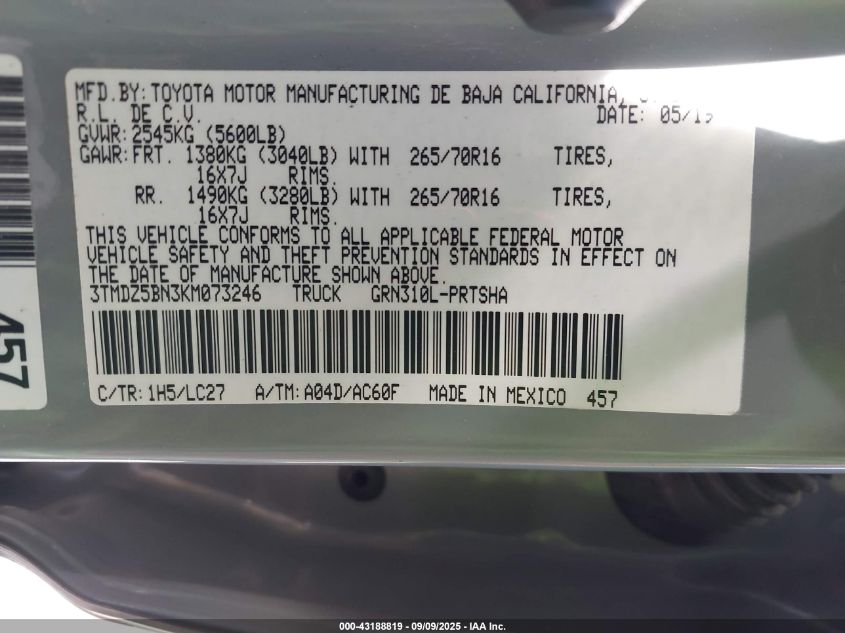 MFD.BY: TOYOTA MOTOR MANUFACTURING DE BAJA CALIFORNIA,
R.L. DE C.V. DATE: 05/19
GVWR: 2545KG (5600LB)
GAWR: FRT. 1380KG (3040LB) WITH 265/70R16 TIRES,
16X7J RIMS.
RR. 1490KG (3280LB) WITH 265/70R16 TIRES,
16X7J RIMS.
THIS VEHICLE CONFORMS TO ALL APPLICABLE FEDERAL MOTOR
VEHICLE SAFETY AND THEFT PREVENTION STANDARDS IN EFFECT ON
THE DATE OF MANUFACTURE SHOWN ABOVE.
3TMDZ5BN3KM073246 TRUCK GRN310L-PRTSHA
C/TR: 1H5/LC27 A/TM: A04D/AC60F MADE IN MEXICO 457
457
000-43188819 - 09/09/2025 - IAA Inc.